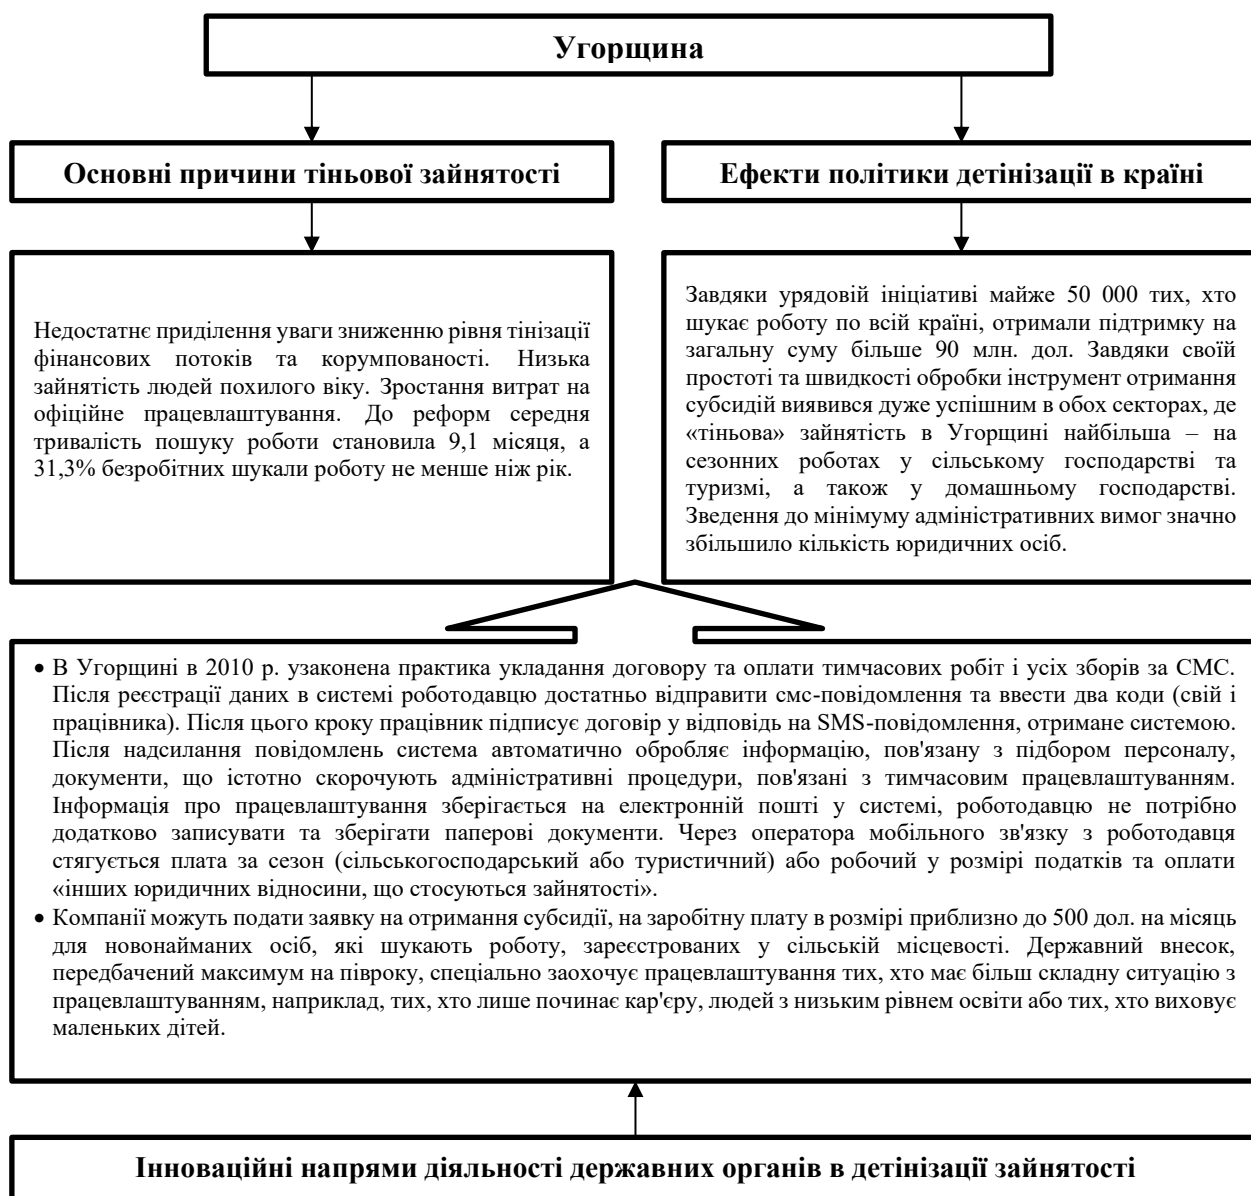 Угорщина
Основні причини тіньової зайнятості
Ефекти політики детінізації в країні
Недостатнє приділення уваги зниженню рівня тінізації
фінансових потоків та корумпованості. Низька
зайнятість людей похилого віку. Зростання витрат на
офіційне працевлаштування. До реформ середня
тривалість пошуку роботи становила 9,1 місяця, а
31,3% безробітних шукали роботу не менше ніж рік.
Завдяки урядовій ініціативі майже 50 000 тих, хто
шукає роботу по всій країні, отримали підтримку на
загальну суму більше 90 млн. дол. Завдяки своїй
простоті та швидкості обробки інструмент отримання
субсидій виявився дуже успішним в обох секторах, де
«тіньова» зайнятість в Угорщині найбільша – на
сезонних роботах у сільському господарстві та
туризмі, а також у домашньому господарстві.
Зведення до мінімуму адміністративних вимог значно
збільшило кількість юридичних осіб.
• В Угорщині в 2010 р. узаконена практика укладання договору та оплати тимчасових робіт і усіх зборів за СМС.
Після реєстрації даних в системі роботодавцю достатньо відправити смс-повідомлення та ввести два коди (свій і
працівника). Після цього кроку працівник підписує договір у відповідь на SMS-повідомлення, отримане системою.
Після надсилання повідомлень система автоматично обробляє інформацію, пов'язану з підбором персоналу,
документи, що істотно скорочують адміністративні процедури, пов'язані з тимчасовим працевлаштуванням.
Інформація про працевлаштування зберігається на електронній пошті у системі, роботодавцю не потрібно
додатково записувати та зберігати паперові документи. Через оператора мобільного зв'язку з роботодавця
стягується плата за сезон (сільськогосподарський або туристичний) або робочий у розмірі податків та оплати
«інших юридичних відносини, що стосуються зайнятості».
• Компанії можуть подати заявку на отримання субсидії, на заробітну плату в розмірі приблизно до 500 дол. на місяць
для новонайманих осіб, які шукають роботу, зареєстрованих у сільській місцевості. Державний внесок,
передбачений максимум на півроку, спеціально заохочує працевлаштування тих, хто має більш складну ситуацію з
працевлаштуванням, наприклад, тих, хто лише починає кар'єру, людей з низьким рівнем освіти або тих, хто виховує
маленьких дітей.
Інноваційні напрями діяльності державних органів в детінізації зайнятості